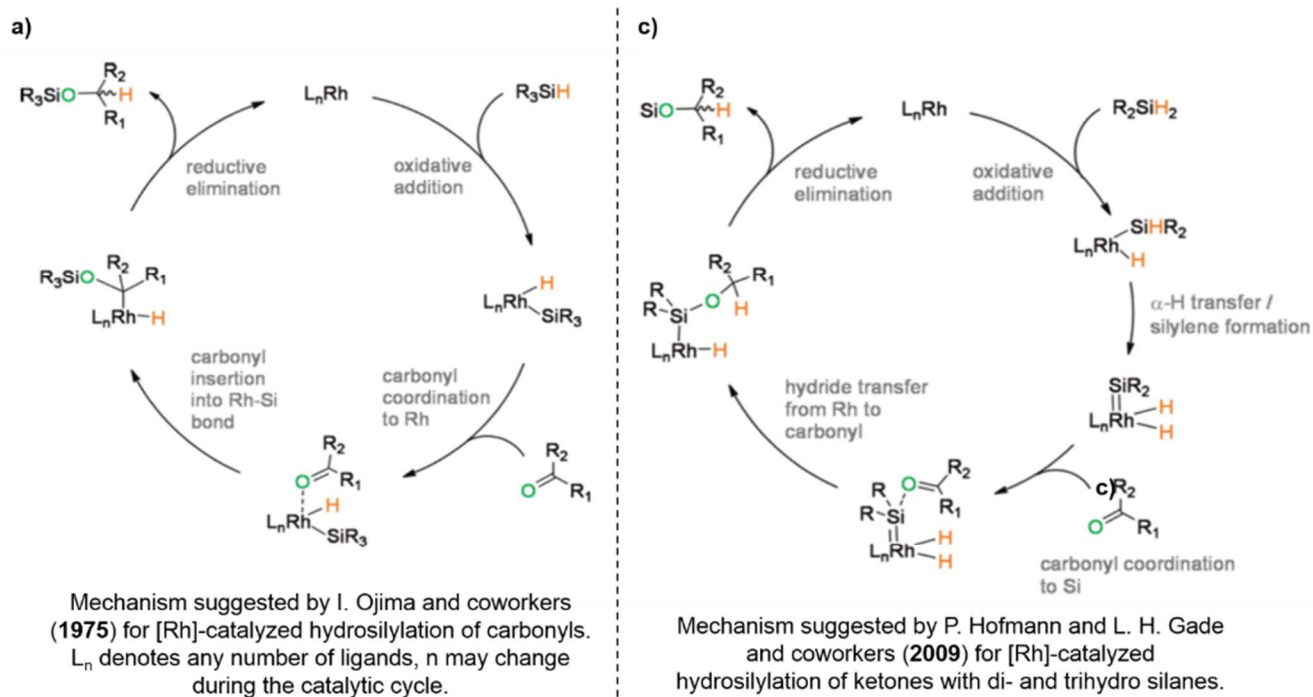 a)
R₂
R₃SiO H
R₁
LₙRh
R₃SiH
reductive
elimination
oxidative
addition
H
LₙRh
SiR₃
R₂
R₃SiO R₁
LₙRh H
carbonyl
insertion
into Rh-Si
bond
carbonyl
coordination
to Rh
R₂
O R₁
H
LₙRh
SiR₃
R₂
O R₁
Mechanism suggested by I. Ojima and coworkers
(1975) for [Rh]-catalyzed hydrosilylation of carbonyls.
Lₙ denotes any number of ligands, n may change
during the catalytic cycle.
c)
R₂
SiO H
R₁
LₙRh
R₂SiH₂
reductive
elimination
oxidative
addition
SiHR₂
LₙRh
H
R₂
R₁
R O
R Si H
LₙRh H
α-H transfer /
silylene formation
hydride transfer
from Rh to
carbonyl
SiR₂
LₙRh H
H
R O R₂
R Si R₁
LₙRh H
H
c)
R₂
O R₁
carbonyl coordination
to Si
Mechanism suggested by P. Hofmann and L. H. Gade
and coworkers (2009) for [Rh]-catalyzed
hydrosilylation of ketones with di- and trihydro silanes.